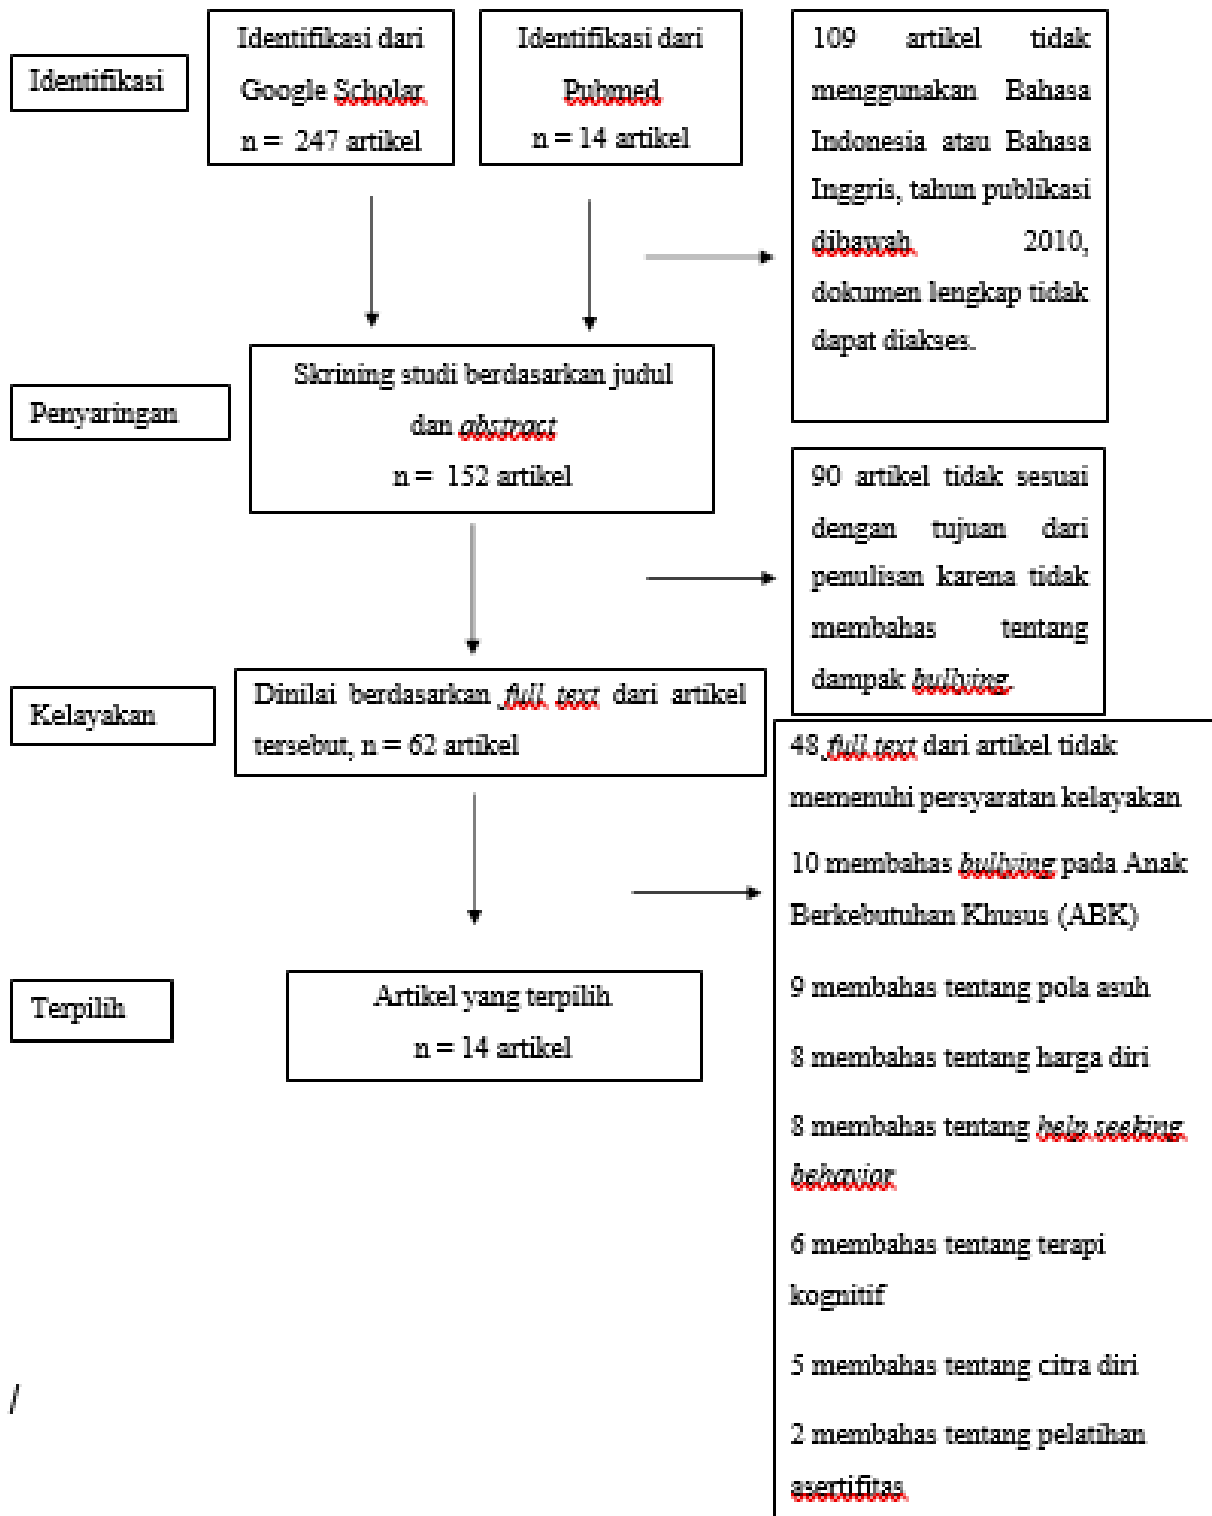 Identifikasi
Identifikasi dari
Google Scholar
n = 247 artikel
Identifikasi dari
Pubmed
n = 14 artikel
109 artikel tidak
menggunakan Bahasa
Indonesia atau Bahasa
Inggris, tahun publikasi
dibawah 2010,
dokumen lengkap tidak
dapat diakses.
Penyaringan
Skrining studi berdasarkan judul
dan abstract
n = 152 artikel
90 artikel tidak sesuai
dengan tujuan dari
penulisan karena tidak
membahas tentang
dampak bullying
Kelayakan
Dinilai berdasarkan full text dari artikel
tersebut, n = 62 artikel
48 full text dari artikel tidak
memenuhi persyaratan kelayakan
10 membahas bullying pada Anak
Berkebutuhan Khusus (ABK)
9 membahas tentang pola asuh
8 membahas tentang harga diri
8 membahas tentang help seeking
behavior
6 membahas tentang terapi
kognitif
5 membahas tentang citra diri
2 membahas tentang pelatihan
asertifitas
Terpilih
Artikel yang terpilih
n = 14 artikel
/